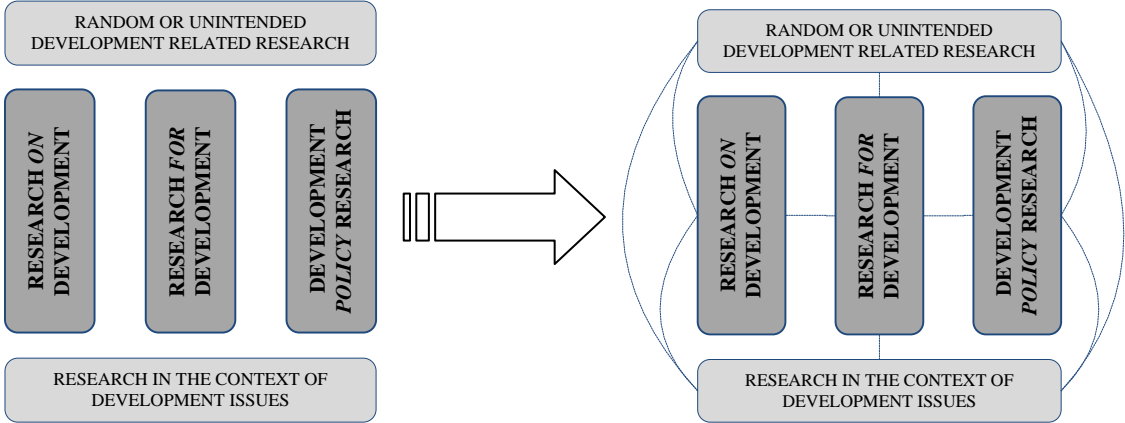 RANDOM OR UNINTENDED
DEVELOPMENT RELATED RESEARCH
RESEARCH ON
DEVELOPMENT
RESEARCH FOR
DEVELOPMENT
DEVELOPMENT
POLICY RESEARCH
RESEARCH IN THE CONTEXT OF
DEVELOPMENT ISSUES
RANDOM OR UNINTENDED
DEVELOPMENT RELATED RESEARCH
RESEARCH ON
DEVELOPMENT
RESEARCH FOR
DEVELOPMENT
DEVELOPMENT
POLICY RESEARCH
RESEARCH IN THE CONTEXT OF
DEVELOPMENT ISSUES